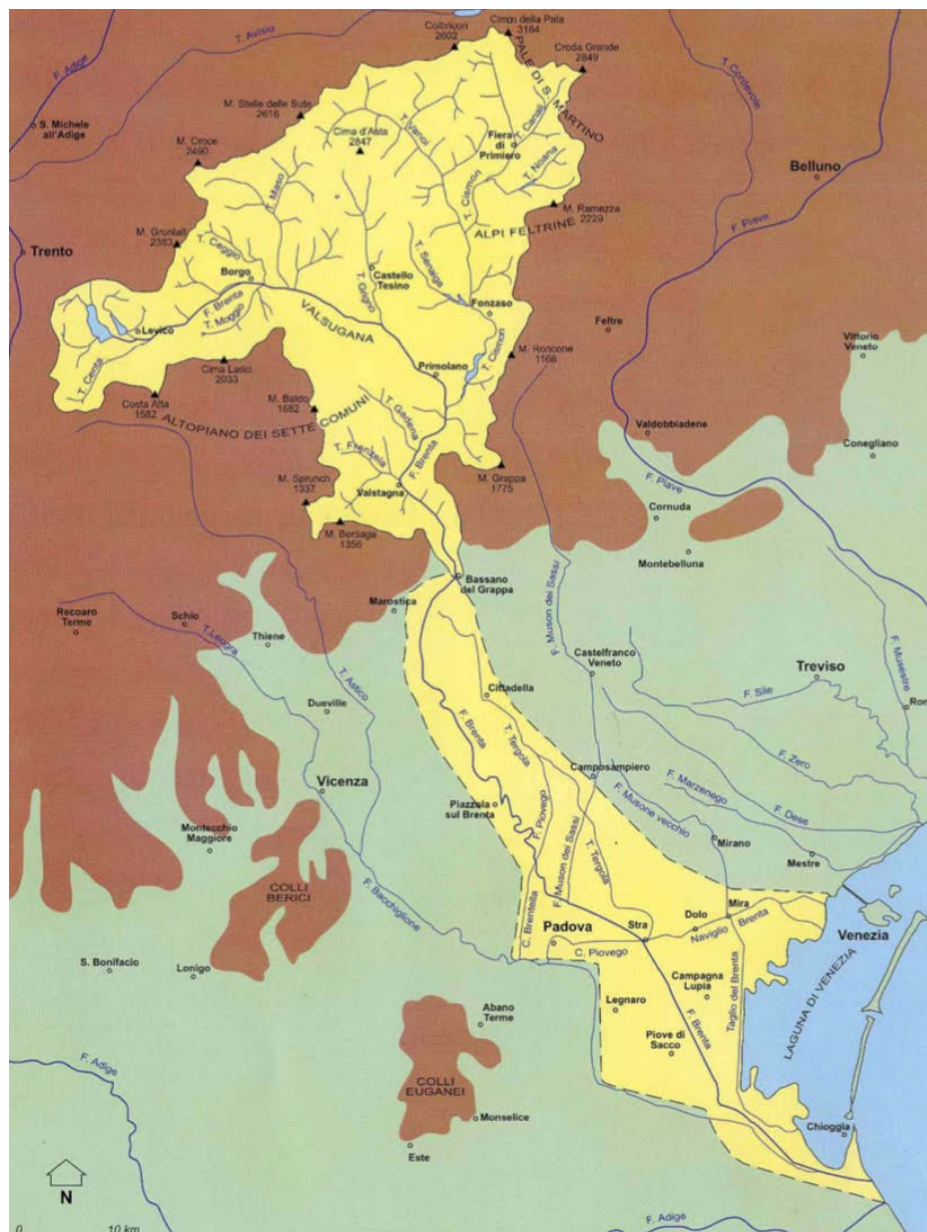 Colbricon
2602
Cimon della Pala
3164
T. Avisio
F. Adige
PALE DI S. MARTINO
Croda Grande
2849
T. Cordevole
S. Michele
all'Adige
M. Stelle delle Sute
2616
Cima d'Asta
2847
T. Vanoi
T. Canali
Fiera
di
Primiero
M. Croce
2490
T. Noana
Belluno
T. Maso
T. Cismon
M. Ramezza
2229
F. Piave
ALPI FELTRINE
Trento
M. Gronlait
2383
T. Ceggio
Borgo
Castello
Tesino
T. Senaiga
T. Grigno
F. Brenta
T. Moggio
Levico
VALSUGANA
Fonzaso
Feltre
Vittorio
Veneto
T. Centa
Cima Larici
2033
Primolano
T. Cismon
M. Roncone
1168
Costa Alta
1582
M. Baldo
1682
ALTOPIANO DEI SETTE COMUNI
T. Gadena
Valdobbiadene
Conegliano
T. Frenzela
F. Brenta
M. Grappa
1775
F. Piave
M. Sprunch
1337
Valstagna
Cornuda
M. Bertiaga
1356
Montebelluna
Bassano
del Grappa
Marostica
F. Muson dei Sassi
Recoaro
Terme
Schio
T. Leogra
Thiene
T. Astico
Castelfranco
Veneto
Treviso
F. Musestre
F. Sile
Cittadella
Dueville
F. Brenta
T. Tergola
F. Zero
Vicenza
Camposampiero
F. Marzenego
F. Dese
Piazzola
sul Brenta
F. Piovego
F. Musone vecchio
Montecchio
Maggiore
Mirano
Mestre
F. Muson dei Sassi
T. Tergola
COLLI
BERICI
F. Bacchiglione
C. Brentella
Padova
Stra
Dolo
Mira
Naviglio Brenta
Venezia
C. Piovego
S. Bonifacio
Lonigo
Campagna
Lupia
Taglio del Brenta
LAGUNA DI VENEZIA
Abano
Terme
Legnaro
F. Brenta
Piove di
Sacco
F. Adige
COLLI
EUGANEI
Monselice
Chioggia
Este
N
0 10 km
F. Adige